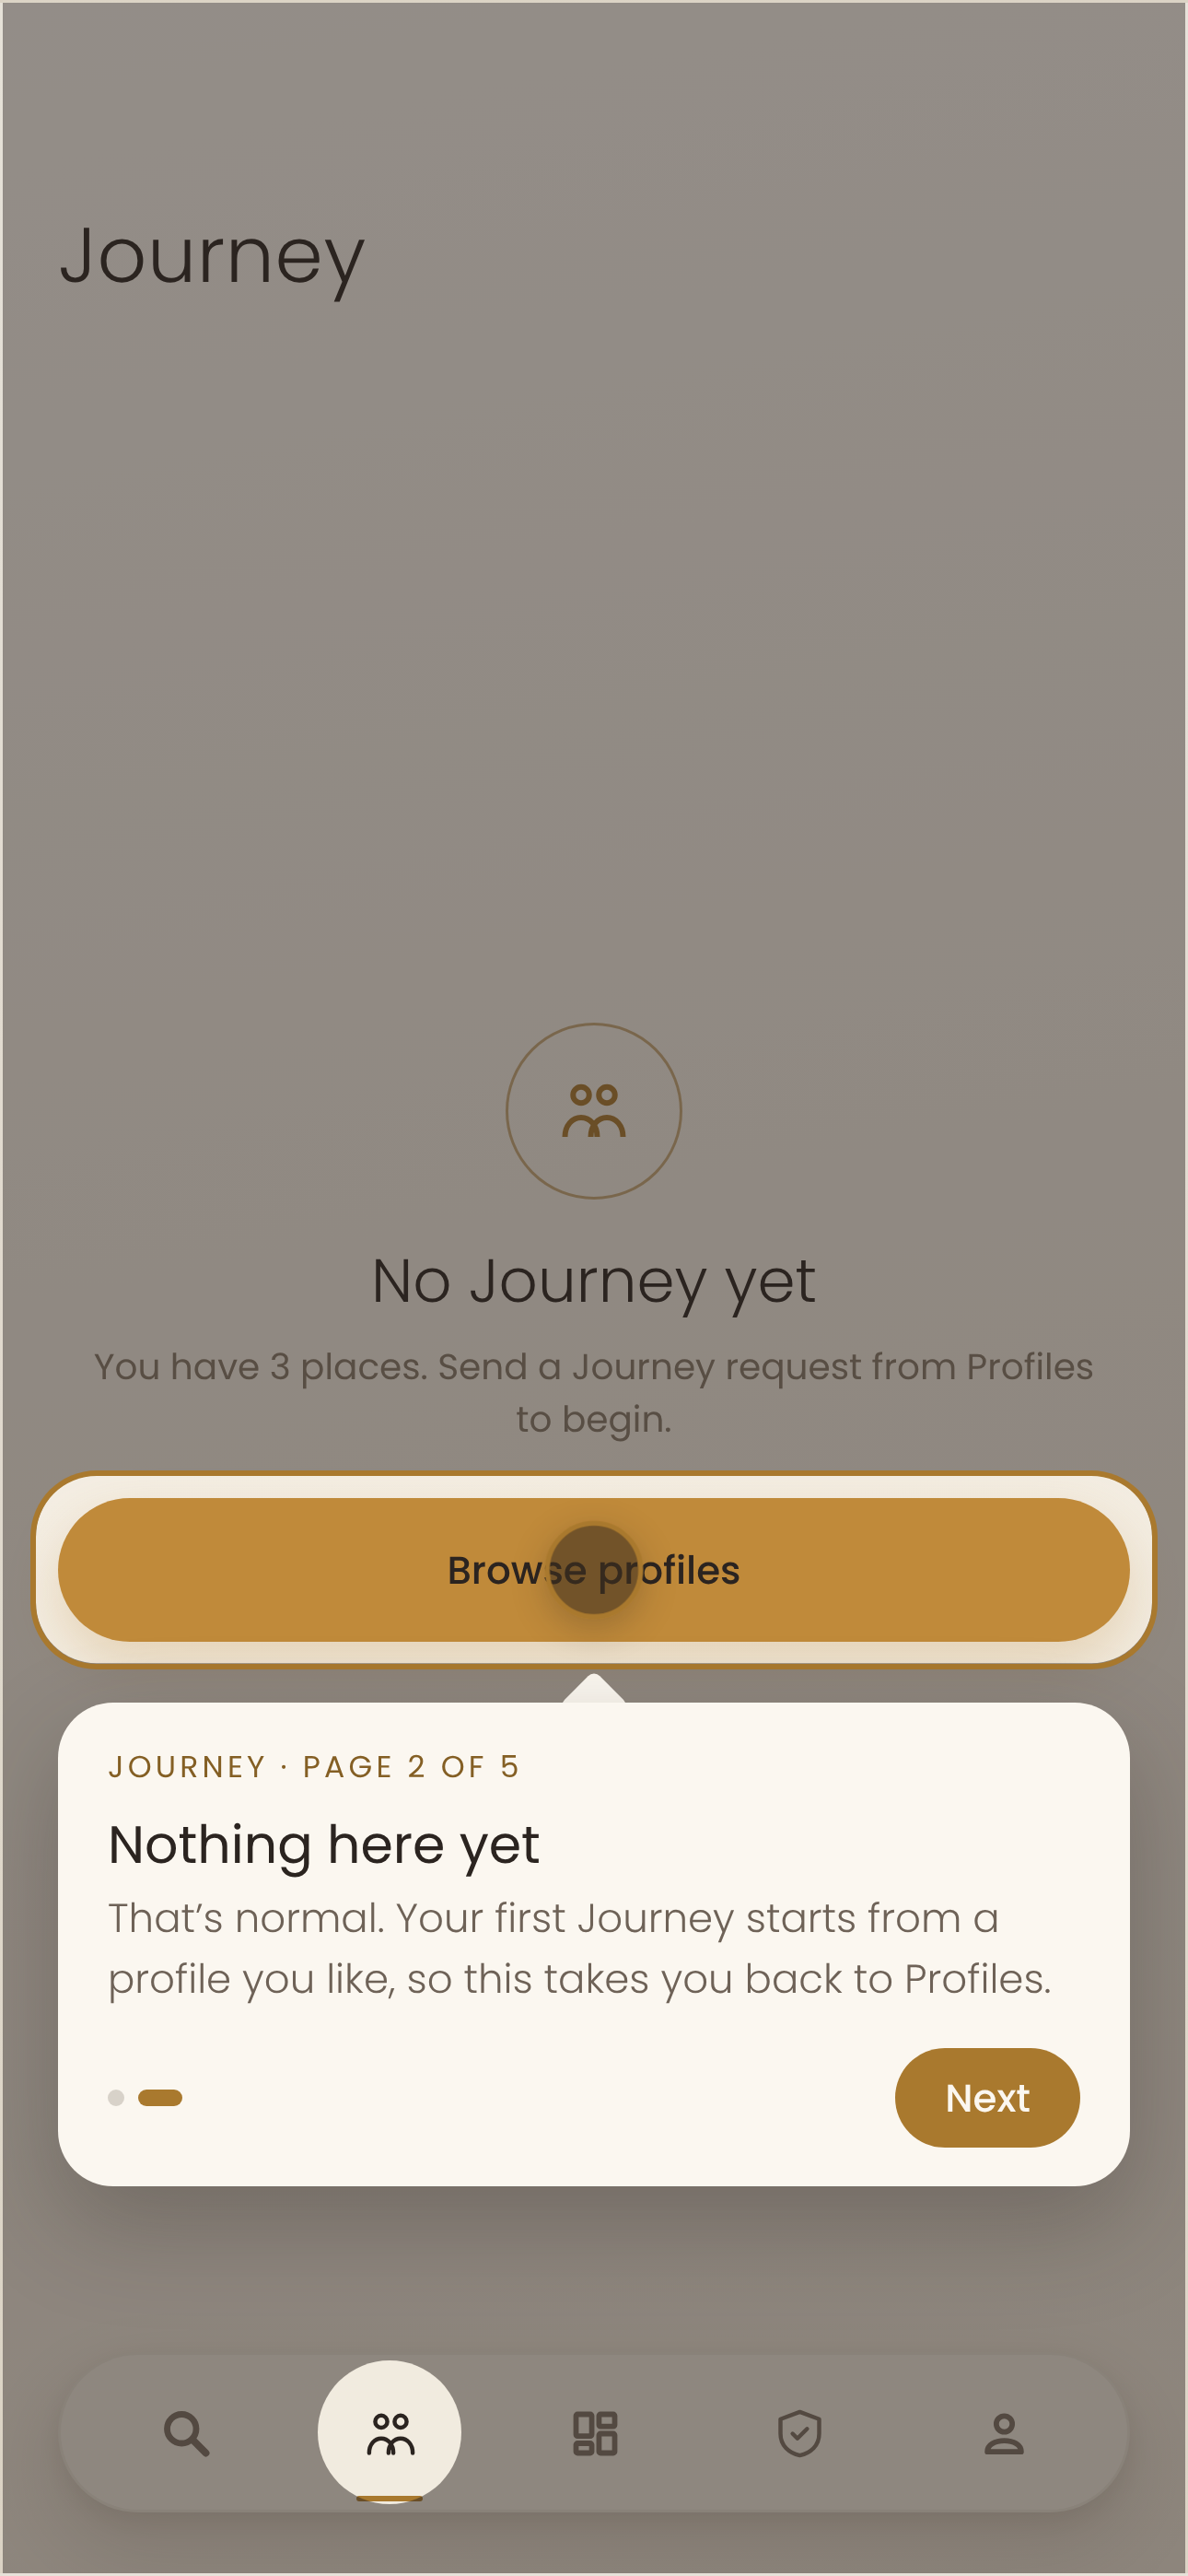 Journey
No Journey yet
You have 3 places. Send a Journey request from Profiles
to begin.
Browse profiles
JOURNEY · PAGE 2 OF 5
Nothing here yet
That’s normal. Your first Journey starts from a
profile you like, so this takes you back to Profiles.
Next